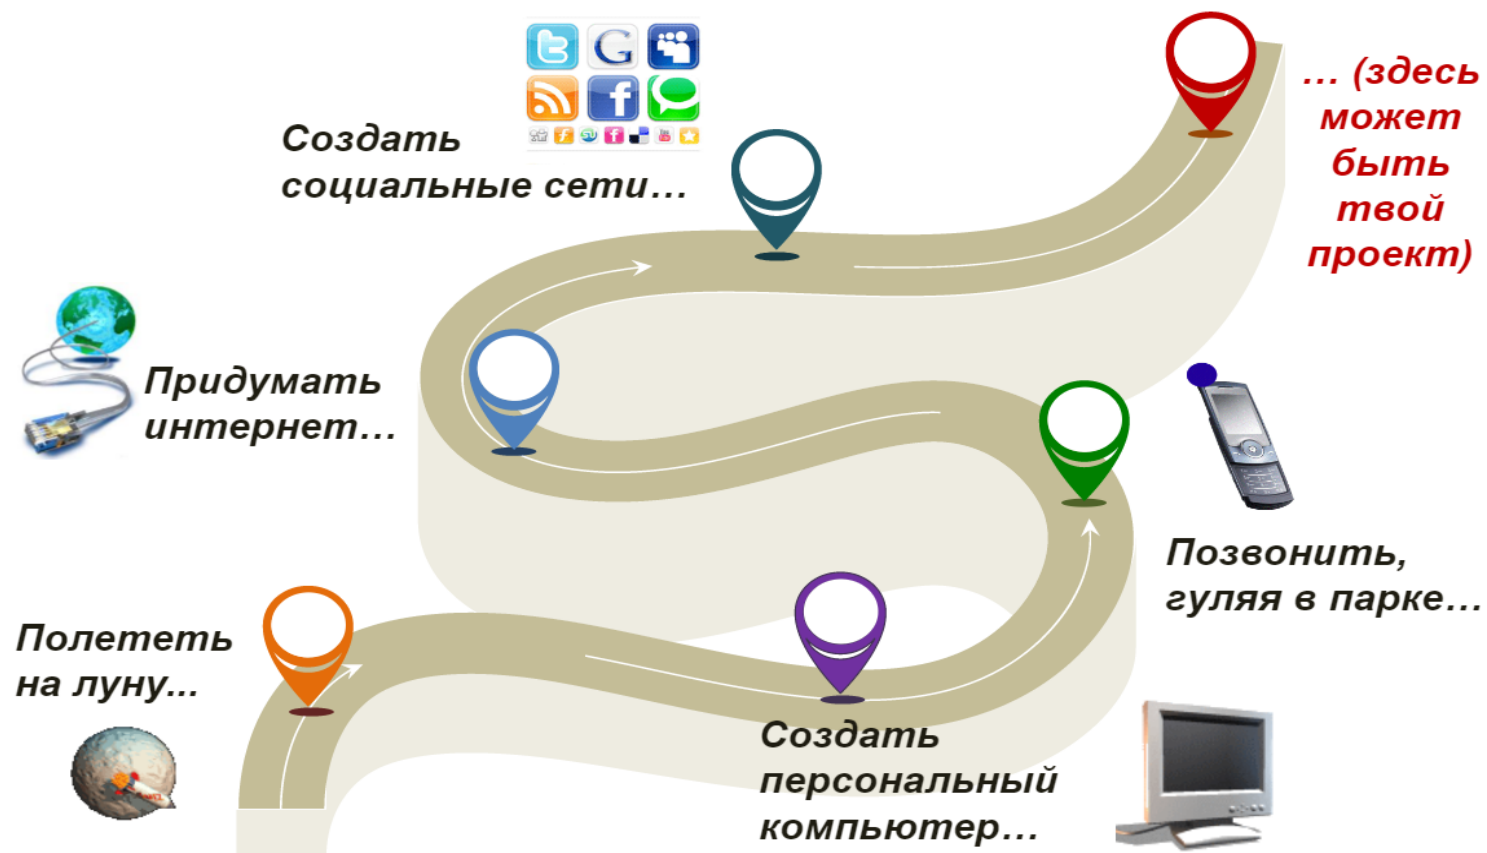 Создать
социальные сети…
… (здесь
может
быть
твой
проект)
Придумать
интернет…
Позвонить,
гуляя в парке…
Полететь
на луну...
Создать
персональный
компьютер…